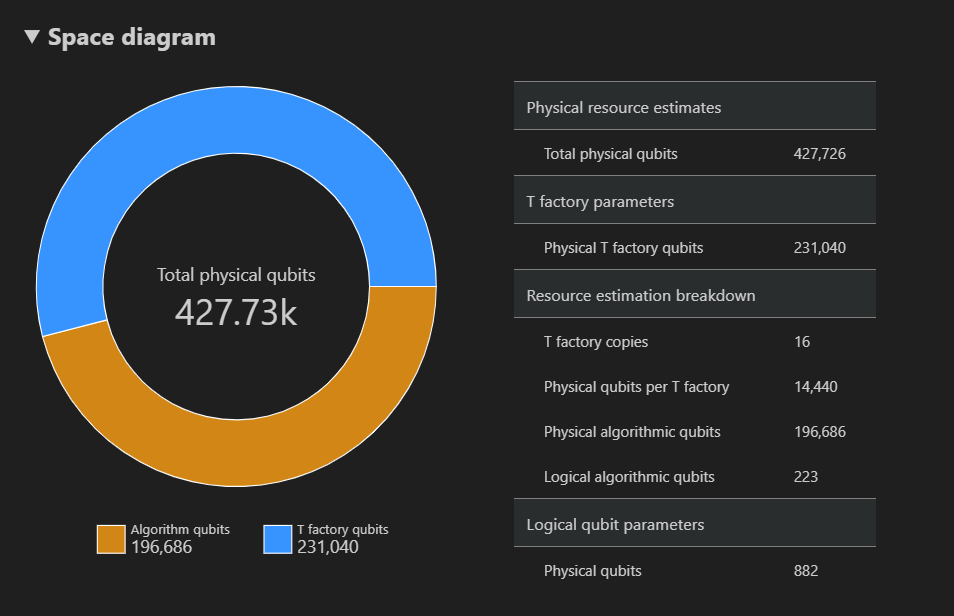 ▼ Space diagram
Total physical qubits
427.73k
Algorithm qubits
196,686
T factory qubits
231,040
Physical resource estimates
Total physical qubits 427,726
T factory parameters
Physical T factory qubits 231,040
Resource estimation breakdown
T factory copies 16
Physical qubits per T factory 14,440
Physical algorithmic qubits 196,686
Logical algorithmic qubits 223
Logical qubit parameters
Physical qubits 882